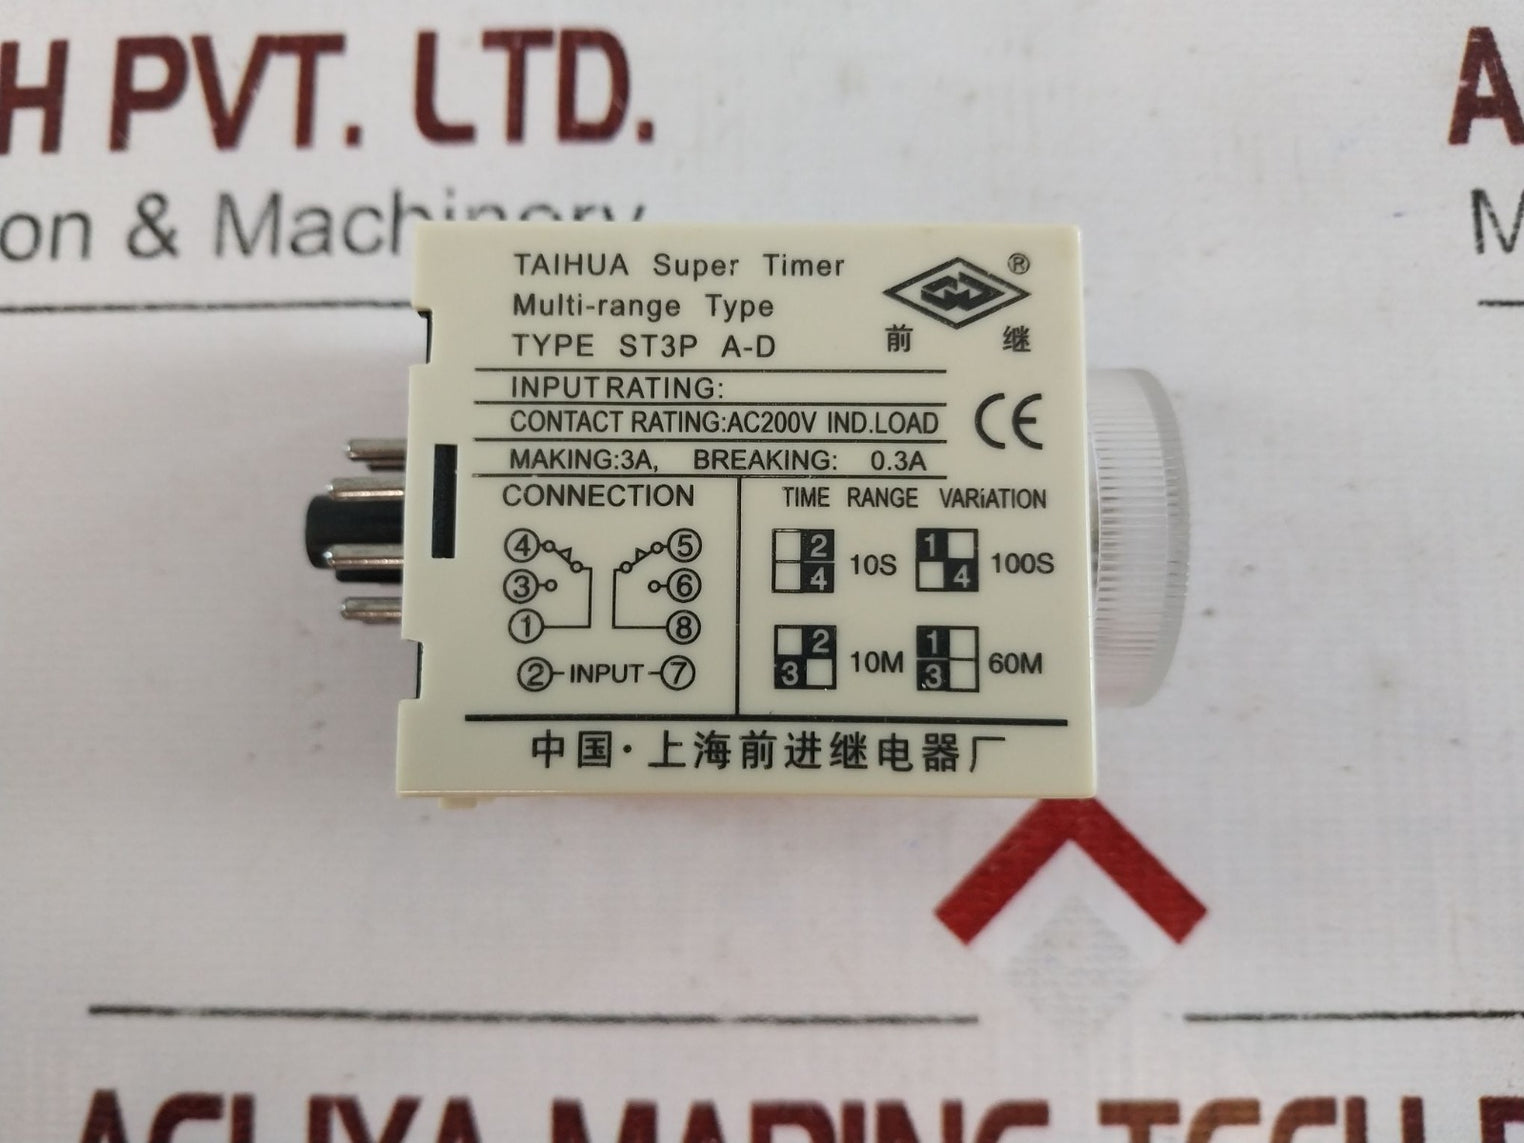 H PVT. LTD.
on & Machinery
A
M
TAIHUA Super Timer
Multi-range Type
TYPE ST3P A-D
®
前 继
INPUT RATING:
CONTACT RATING:AC200V IND.LOAD
MAKING:3A, BREAKING: 0.3A
CE
CONNECTION
TIME RANGE VARiATION
4 5
3 6
1 8
2 INPUT 7
2 4 10S 1 4 100S
2 3 10M 1 3 60M
中国·上海前进继电器厂